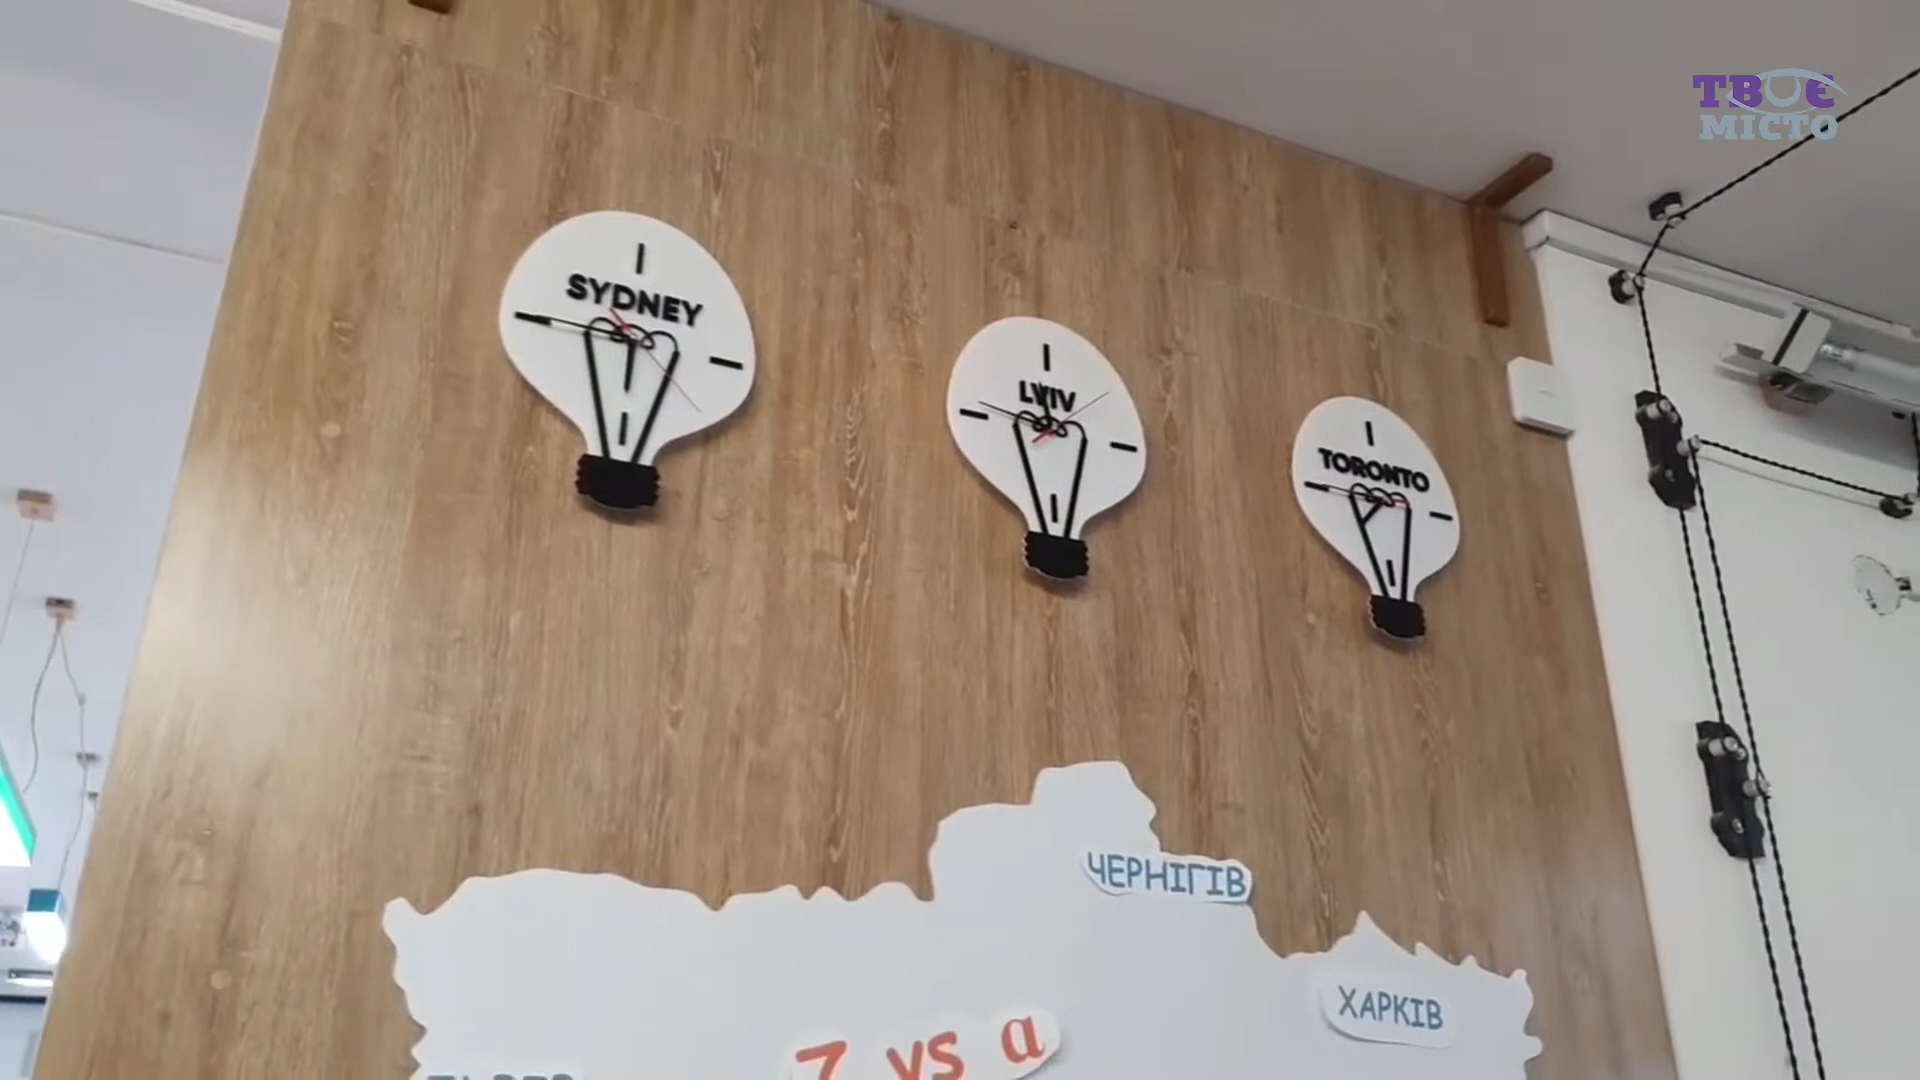 ТВОЄ
МІСТО
SYDNEY
LVIV
TORONTO
ЧЕРНІГІВ
ХАРКІВ
Z vs a